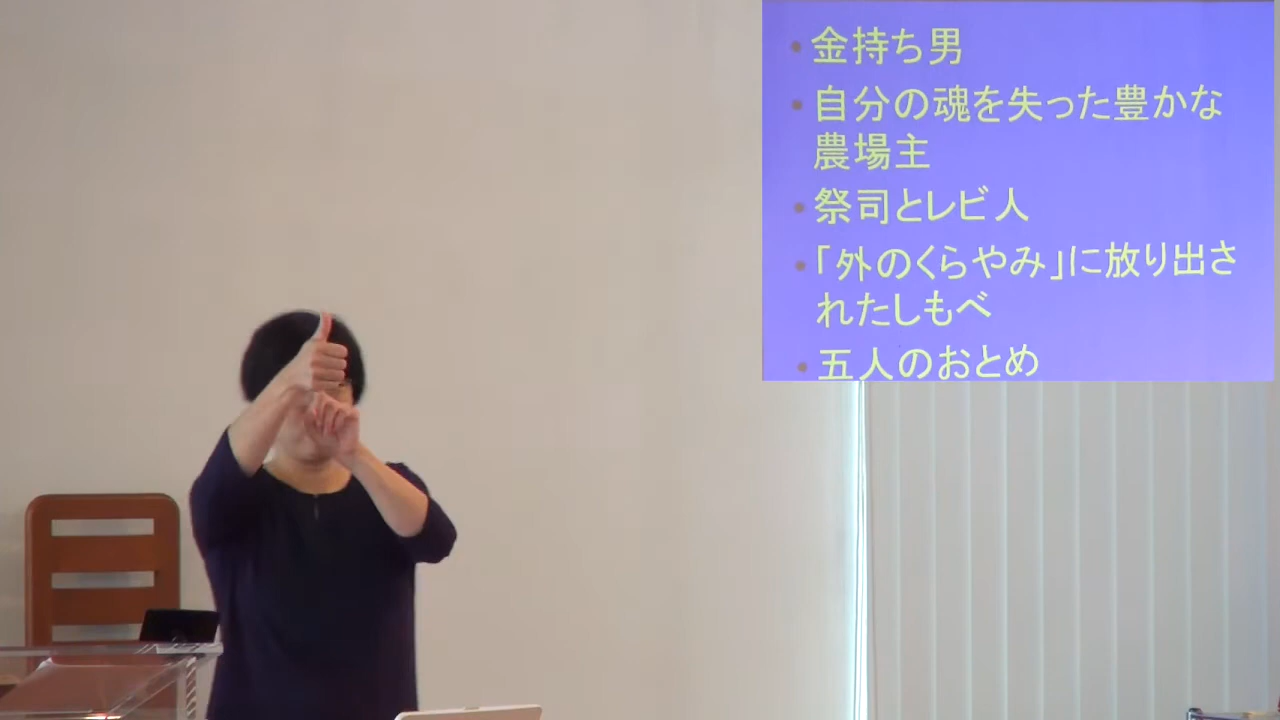 • 金持ち男
• 自分の魂を失った豊かな
農場主
• 祭司とレビ人
• 「外のくらやみ」に放り出さ
れたしもべ
• 五人のおとめ